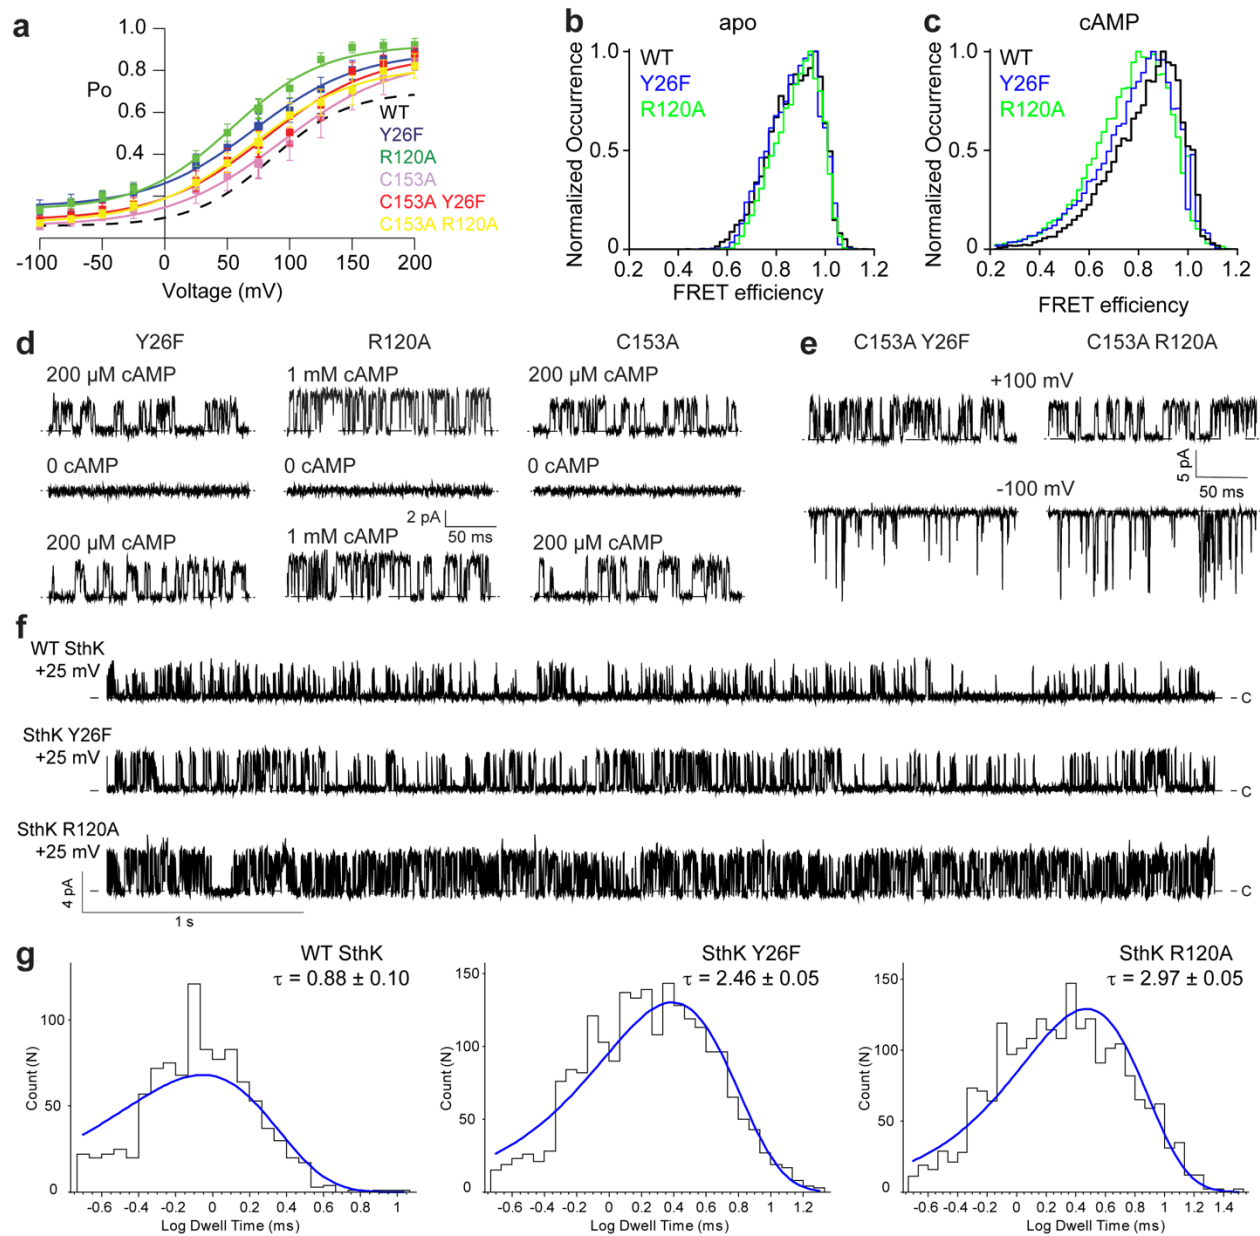 a
1.0
0.8
Po
0.6
0.4
-100
-50
0
50
100
150
200
Voltage (mV)
WT
Y26F
R120A
C153A
C153A Y26F
C153A R120A
b
apo
WT
Y26F
R120A
Normalized Occurrence
1.0
0.5
0
0.2 0.4 0.6 0.8 1.0 1.2
FRET efficiency
c
cAMP
WT
Y26F
R120A
Normalized Occurrence
1.0
0.5
0
0.2 0.4 0.6 0.8 1.0 1.2
FRET efficiency
d
Y26F
R120A
C153A
200 µM cAMP
1 mM cAMP
200 µM cAMP
0 cAMP
0 cAMP
0 cAMP
2 pA
50 ms
200 µM cAMP
1 mM cAMP
200 µM cAMP
e
C153A Y26F
C153A R120A
+100 mV
5 pA
50 ms
-100 mV
f
WT SthK
+25 mV
C
SthK Y26F
+25 mV
C
SthK R120A
+25 mV
C
4 pA
1 s
g
WT SthK
τ = 0.88 ± 0.10
Count (N)
100
50
0
-0.6 -0.4 -0.2 0 0.2 0.4 0.6 0.8 1
Log Dwell Time (ms)
SthK Y26F
τ = 2.46 ± 0.05
Count (N)
150
100
50
0
-0.6 -0.4 -0.2 0 0.2 0.4 0.6 0.8 1 1.2
Log Dwell Time (ms)
SthK R120A
τ = 2.97 ± 0.05
Count (N)
150
100
50
0
-0.6 -0.4 -0.2 0 0.2 0.4 0.6 0.8 1 1.2 1.4
Log Dwell Time (ms)